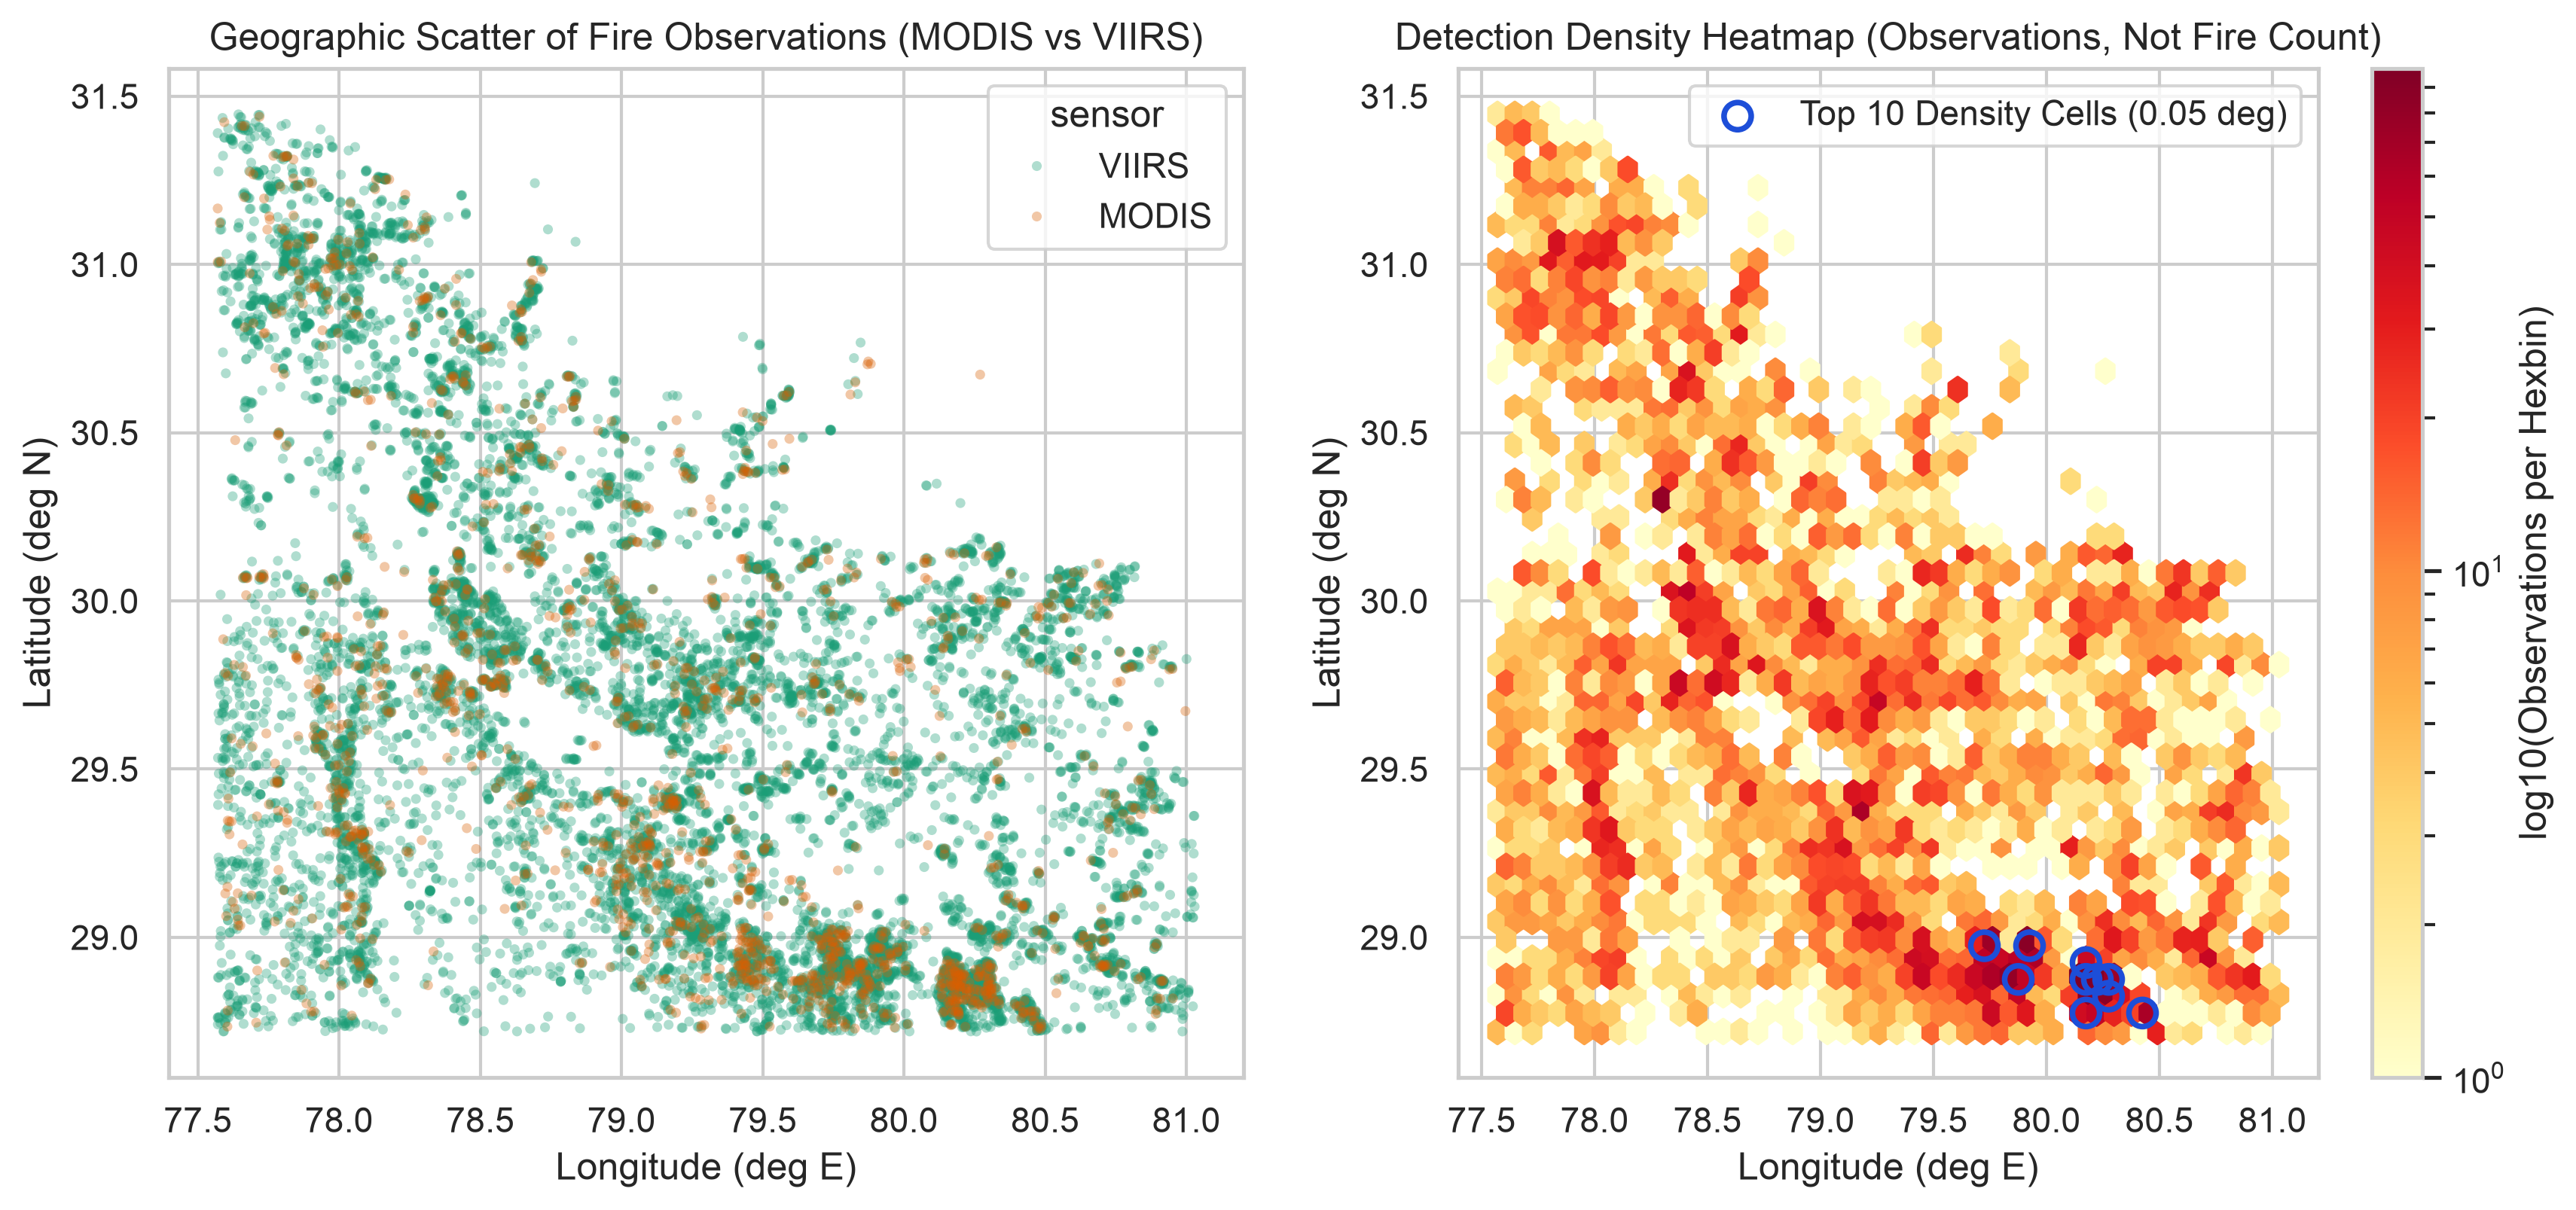 Geographic Scatter of Fire Observations (MODIS vs VIIRS)
sensor
VIIRS
MODIS
31.5
31.0
30.5
30.0
29.5
29.0
Latitude (deg N)
77.5 78.0 78.5 79.0 79.5 80.0 80.5 81.0
Longitude (deg E)
Detection Density Heatmap (Observations, Not Fire Count)
Top 10 Density Cells (0.05 deg)
31.5
31.0
30.5
30.0
29.5
29.0
Latitude (deg N)
77.5 78.0 78.5 79.0 79.5 80.0 80.5 81.0
Longitude (deg E)
10¹
10⁰
log10(Observations per Hexbin)